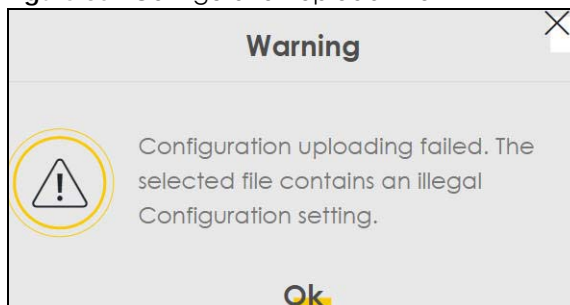 Warning
Configuration uploading failed. The
selected file contains an illegal
Configuration setting.
Ok